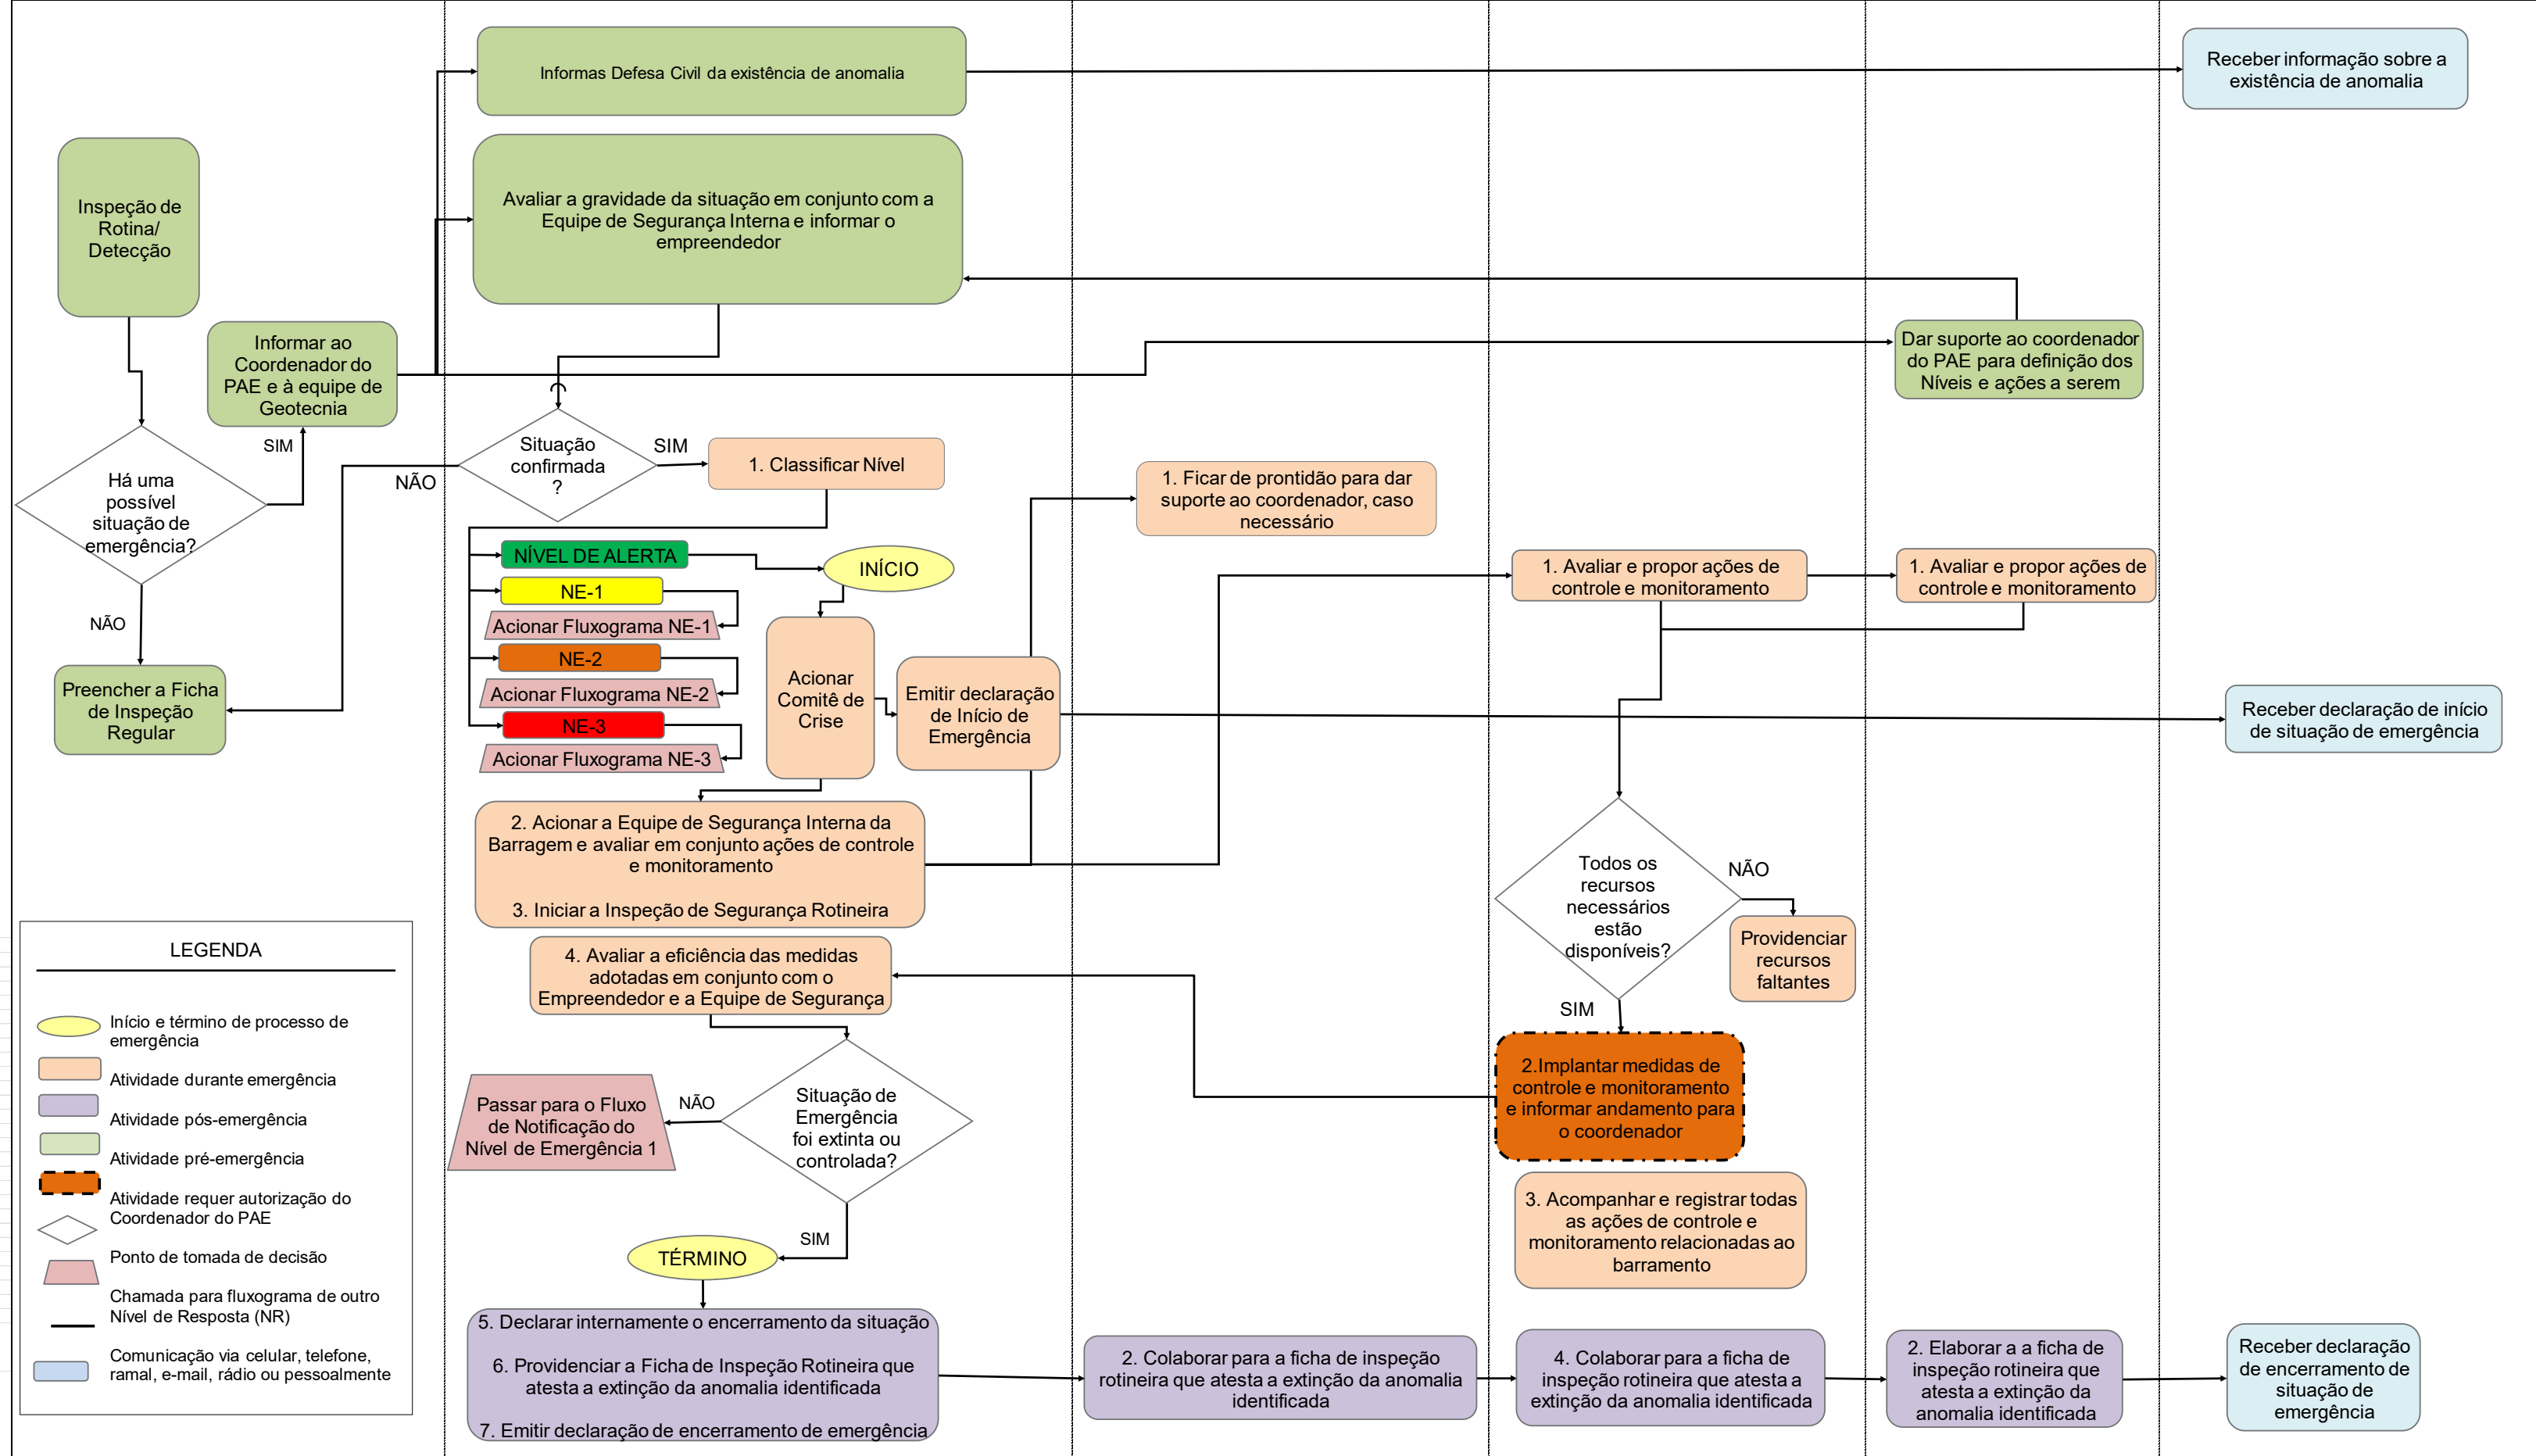 Informas Defesa Civil da existência de anomalia
Receber informação sobre a
existência de anomalia
Inspeção de
Rotina/
Detecção
Avaliar a gravidade da situação em conjunto com a
Equipe de Segurança Interna e informar o
empreendedor
Informar ao
Coordenador do
PAE e à equipe de
Geotecnia
Dar suporte ao coordenador
do PAE para definição dos
Níveis e ações a serem
SIM
Há uma
possível
situação de
emergência?
NÃO
Preencher a Ficha
de Inspeção
Regular
Situação
confirmada
?
SIM
NÃO
1. Classificar Nível
NÍVEL DE ALERTA
INÍCIO
NE-1
Acionar Fluxograma NE-1
NE-2
Acionar Fluxograma NE-2
NE-3
Acionar Fluxograma NE-3
Acionar
Comitê de
Crise
Emitir declaração
de Início de
Emergência
1. Ficar de prontidão para dar
suporte ao coordenador, caso
necessário
1. Avaliar e propor ações de
controle e monitoramento
1. Avaliar e propor ações de
controle e monitoramento
Receber declaração de início
de situação de emergência
2. Acionar a Equipe de Segurança Interna da
Barragem e avaliar em conjunto ações de controle
e monitoramento
3. Iniciar a Inspeção de Segurança Rotineira
Todos os
recursos
necessários
estão
disponíveis?
NÃO
Providenciar
recursos
faltantes
SIM
4. Avaliar a eficiência das medidas
adotadas em conjunto com o
Empreendedor e a Equipe de Segurança
2.Implantar medidas de
controle e monitoramento
e informar andamento para
o coordenador
Situação de
Emergência
foi extinta ou
controlada?
NÃO
Passar para o Fluxo
de Notificação do
Nível de Emergência 1
SIM
TÉRMINO
3. Acompanhar e registrar todas
as ações de controle e
monitoramento relacionadas ao
barramento
5. Declarar internamente o encerramento da situação
6. Providenciar a Ficha de Inspeção Rotineira que
atesta a extinção da anomalia identificada
7. Emitir declaração de encerramento de emergência
2. Colaborar para a ficha de inspeção
rotineira que atesta a extinção da anomalia
identificada
4. Colaborar para a ficha de
inspeção rotineira que atesta a
extinção da anomalia identificada
2. Elaborar a a ficha de
inspeção rotineira que
atesta a extinção da
anomalia identificada
Receber declaração
de encerramento de
situação de
emergência
LEGENDA
Início e término de processo de
emergência
Atividade durante emergência
Atividade pós-emergência
Atividade pré-emergência
Atividade requer autorização do
Coordenador do PAE
Ponto de tomada de decisão
Chamada para fluxograma de outro
Nível de Resposta (NR)
Comunicação via celular, telefone,
ramal, e-mail, rádio ou pessoalmente